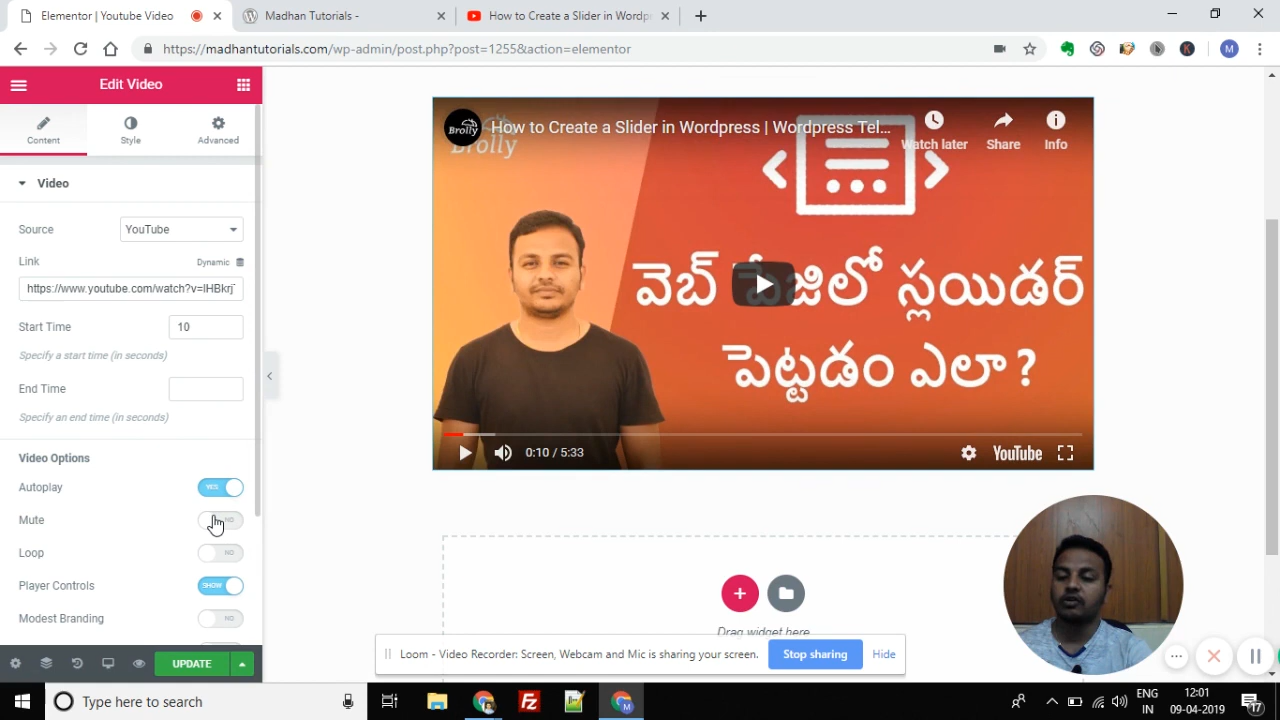 Elementor | Youtube Video
Madhan Tutorials -
How to Create a Slider in Wordp
https://madhantutorials.com/wp-admin/post.php?post=1255&action=elementor
M
Edit Video
Content
Style
Advanced
Video
Source
YouTube
Link
Dynamic
https://www.youtube.com/watch?v=IHBkrj
Start Time
10
Specify a start time (in seconds)
End Time
Specify an end time (in seconds)
Video Options
Autoplay
YES
Mute
NO
Loop
NO
Player Controls
SHOW
Modest Branding
NO
UPDATE
Brolly
How to Create a Slider in Wordpress | Wordpress Tel...
Brolly
Watch later
Share
Info
వెబ్ పేజిలో స్లయిడర్
పెట్టడం ఎలా ?
0:10 / 5:33
YouTube
Drag widget here
Loom - Video Recorder: Screen, Webcam and Mic is sharing your screen.
Stop sharing
Hide
Type here to search
ENG
IN
12:01
09-04-2019
17